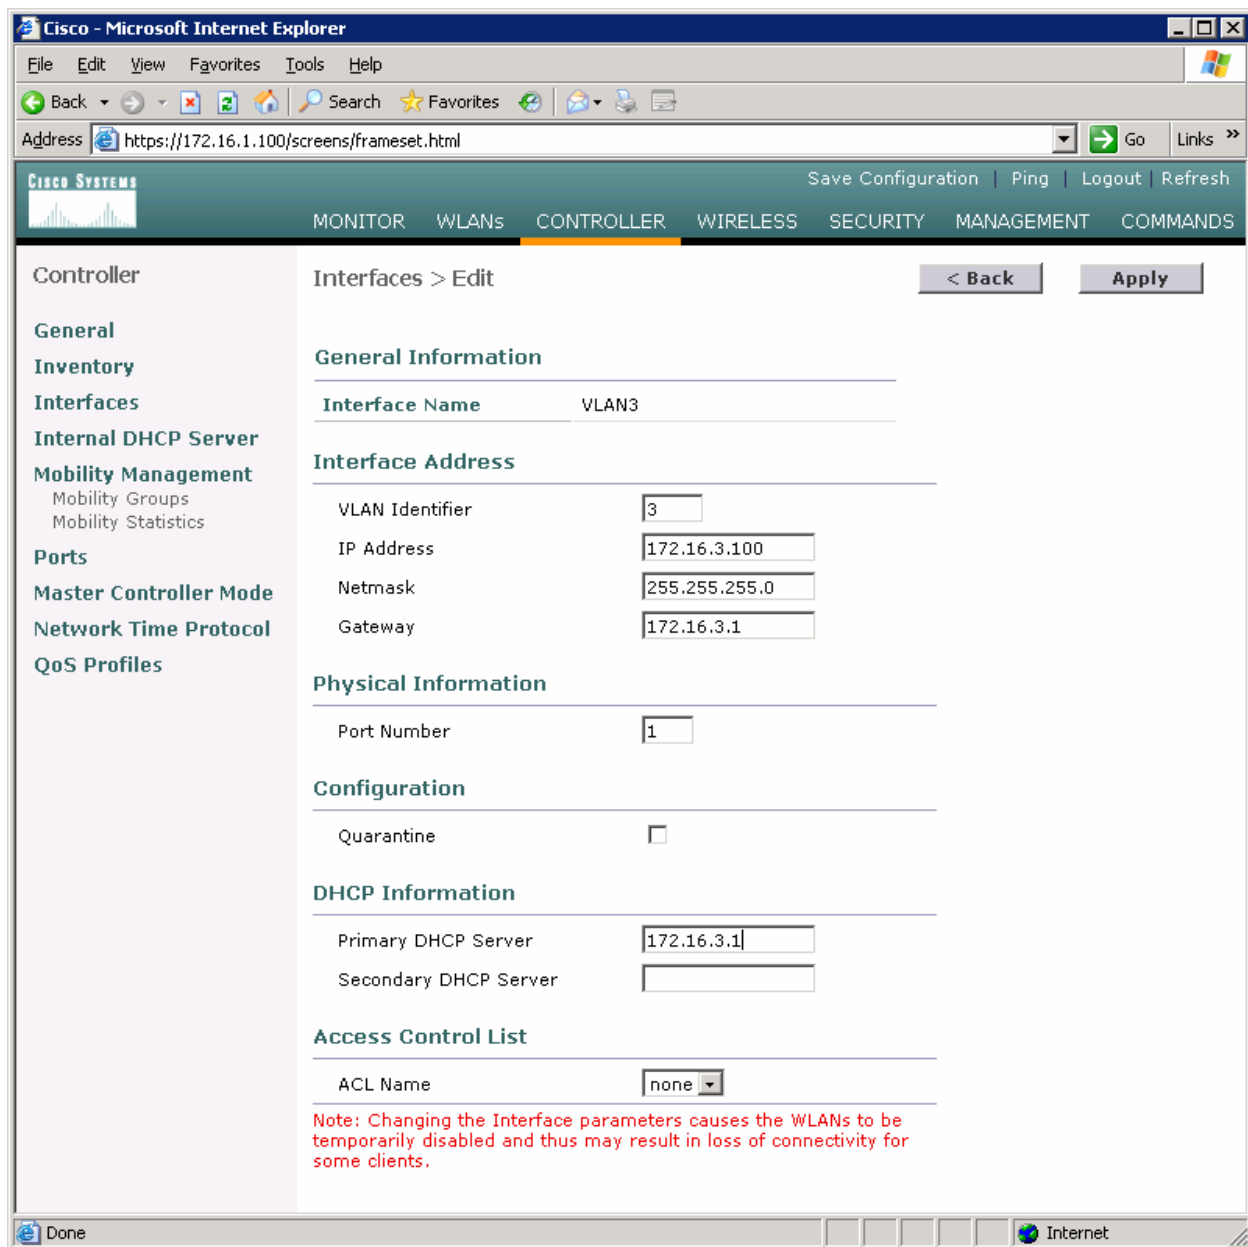 Cisco - Microsoft Internet Explorer
File Edit View Favorites Tools Help
Back Search Favorites
Address https://172.16.1.100/screens/frameset.html Go Links »
CISCO SYSTEMS
Save Configuration | Ping | Logout | Refresh
MONITOR WLANs CONTROLLER WIRELESS SECURITY MANAGEMENT COMMANDS
Controller
General
Inventory
Interfaces
Internal DHCP Server
Mobility Management
Mobility Groups
Mobility Statistics
Ports
Master Controller Mode
Network Time Protocol
QoS Profiles
Interfaces > Edit
< Back
Apply
General Information
Interface Name VLAN3
Interface Address
VLAN Identifier 3
IP Address 172.16.3.100
Netmask 255.255.255.0
Gateway 172.16.3.1
Physical Information
Port Number 1
Configuration
Quarantine
DHCP Information
Primary DHCP Server 172.16.3.1
Secondary DHCP Server
Access Control List
ACL Name none
Note: Changing the Interface parameters causes the WLANs to be
temporarily disabled and thus may result in loss of connectivity for
some clients.
Done Internet